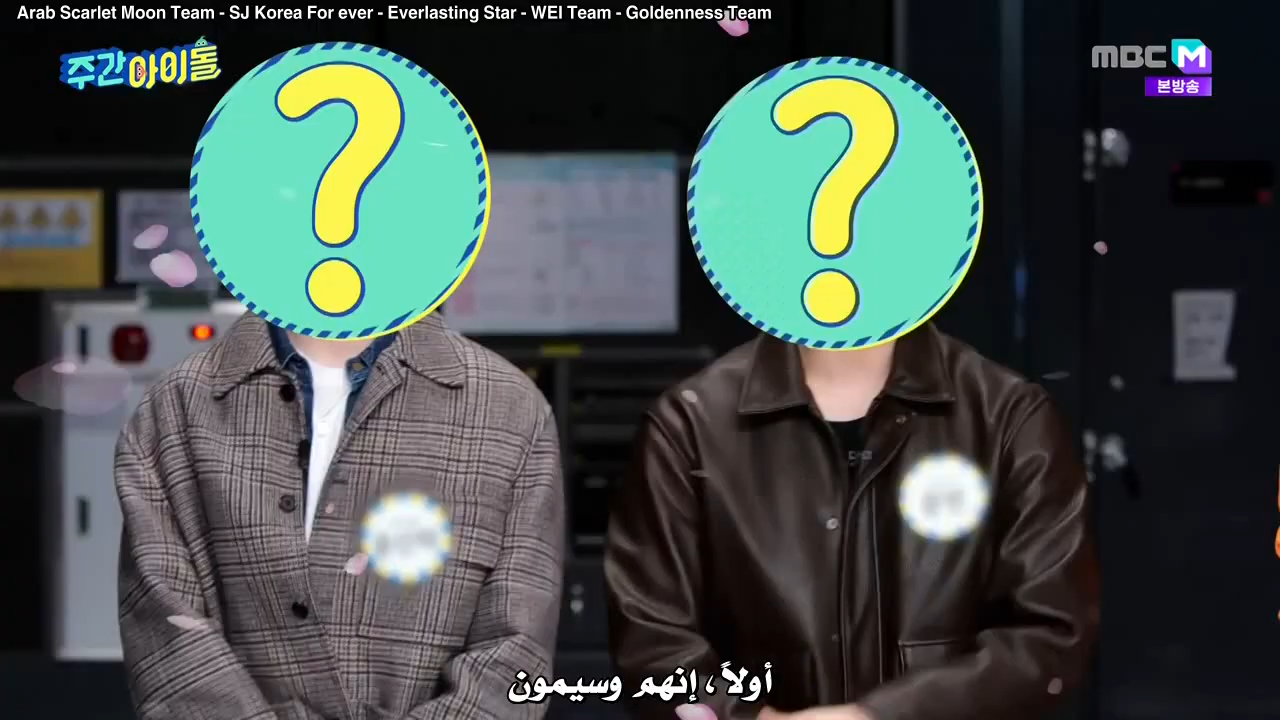 Arab Scarlet Moon Team - SJ Korea For ever - Everlasting Star - WEI Team - Goldenness Team
주간아이돌
MBC M
본방송
? ?
أولاً ، إنهم وسيمون